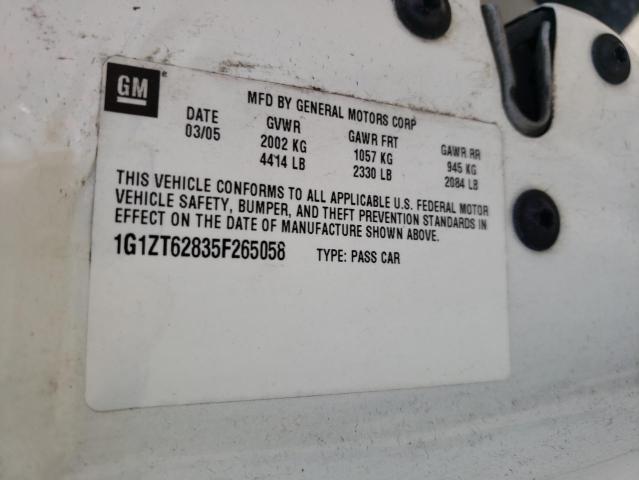 GM
MFD BY GENERAL MOTORS CORP
DATE GVWR GAWR FRT GAWR RR
03/05 2002 KG 1057 KG 945 KG
4414 LB 2330 LB 2084 LB
THIS VEHICLE CONFORMS TO ALL APPLICABLE U.S. FEDERAL MOTOR
VEHICLE SAFETY, BUMPER, AND THEFT PREVENTION STANDARDS IN
EFFECT ON THE DATE OF MANUFACTURE SHOWN ABOVE.
1G1ZT62835F265058 TYPE: PASS CAR